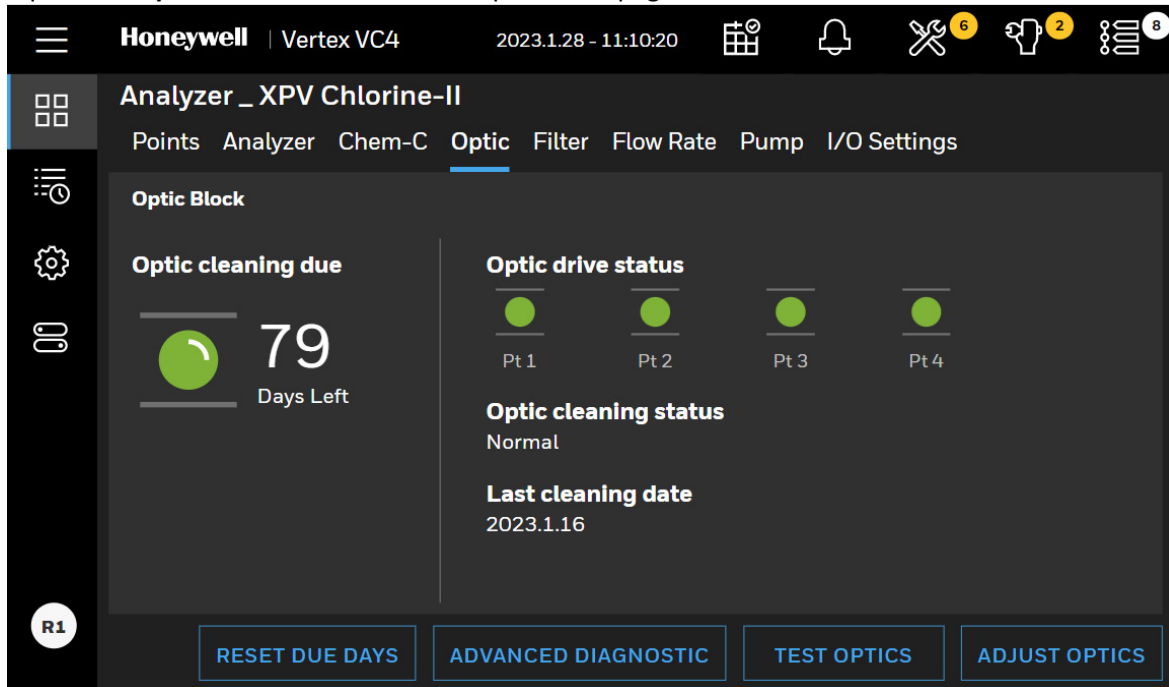 Honeywell | Vertex VC4 2023.1.28 - 11:10:20 6 2 8
Analyzer _ XPV Chlorine-II
Points Analyzer Chem-C Optic Filter Flow Rate Pump I/O Settings
Optic Block
Optic cleaning due
79
Days Left
Optic drive status
Pt 1 Pt 2 Pt 3 Pt 4
Optic cleaning status
Normal
Last cleaning date
2023.1.16
R1
RESET DUE DAYS ADVANCED DIAGNOSTIC TEST OPTICS ADJUST OPTICS